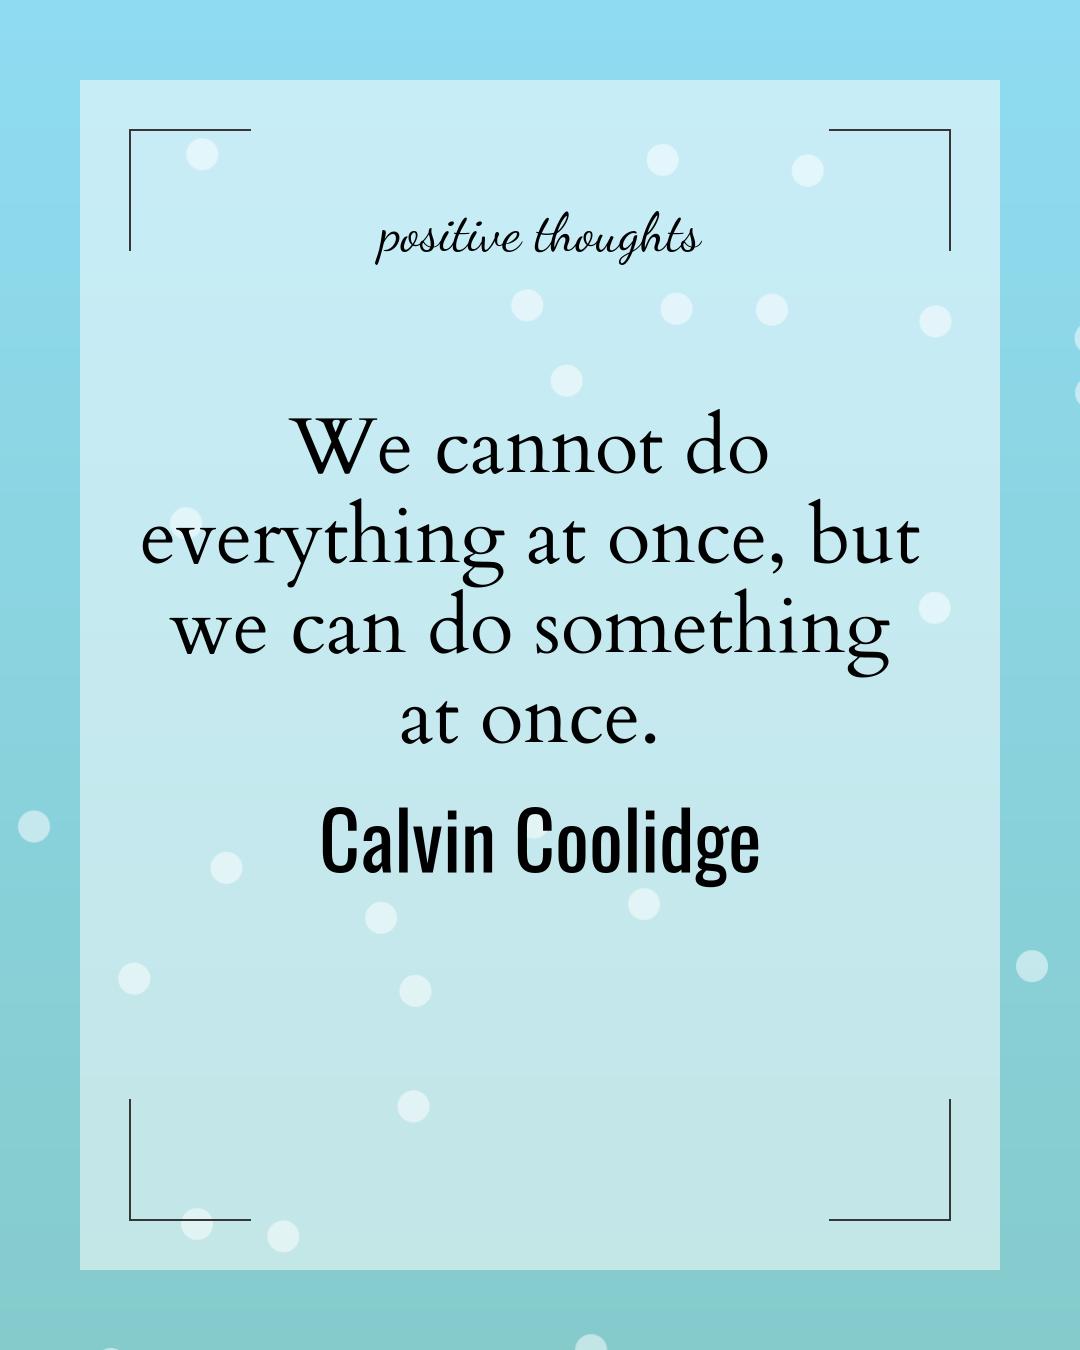 positive thoughts
We cannot do
everything at once, but
we can do something
at once.
Calvin Coolidge